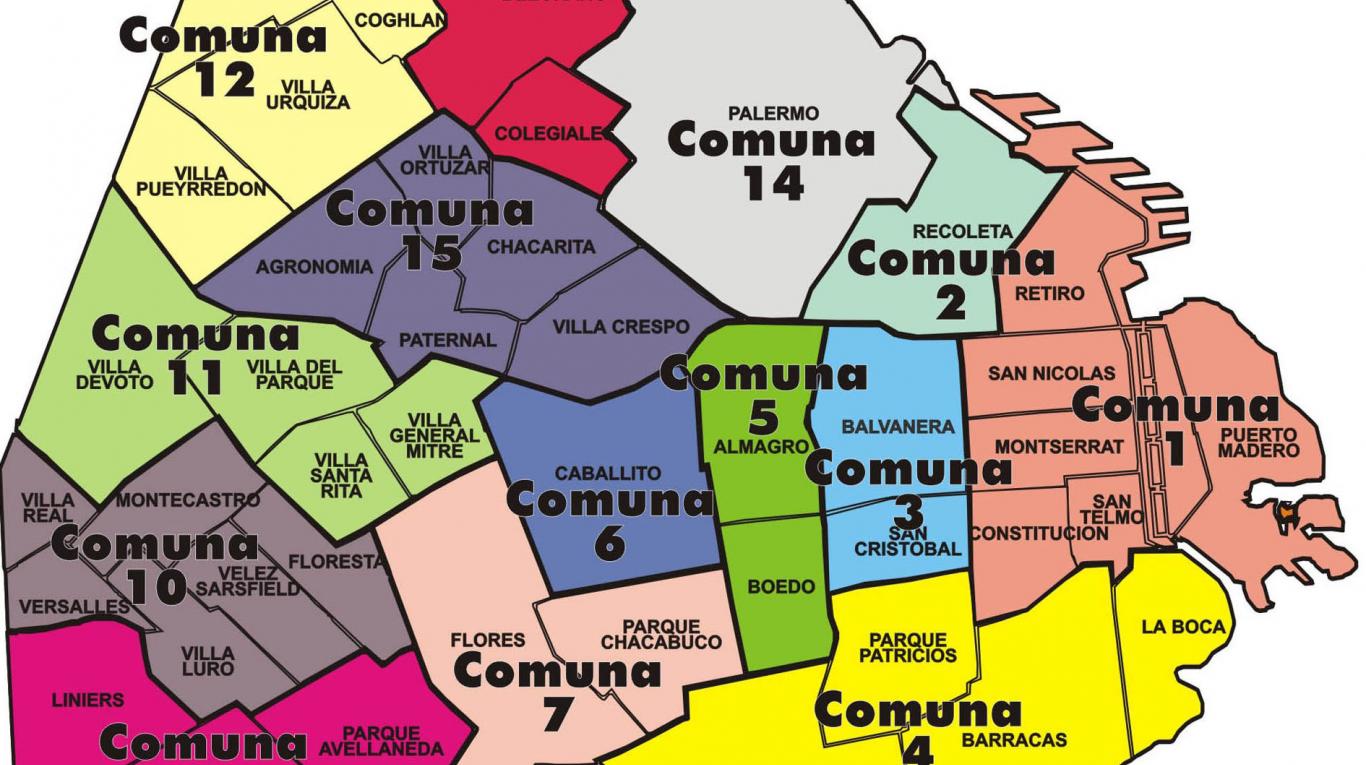 COGHLAN
Comuna
12
VILLA
URQUIZA
VILLA
PUEYRREDON
COLEGIALE
PALERMO
Comuna
14
VILLA
ORTUZAR
Comuna
15
CHACARITA
AGRONOMIA
PATERNAL
VILLA CRESPO
RECOLETA
Comuna
2
RETIRO
Comuna
11
VILLA
DEVOTO
VILLA DEL
PARQUE
VILLA
GENERAL
MITRE
VILLA
SANTA
RITA
Comuna
5
ALMAGRO
BOEDO
BALVANERA
Comuna
3
SAN
CRISTOBAL
SAN NICOLAS
Comuna
1
MONTSERRAT
PUERTO
MADERO
SAN
TELMO
CONSTITUCION
CABALLITO
Comuna
6
VILLA
REAL
MONTECASTRO
Comuna
10
FLORESTA
VELEZ
SARSFIELD
VERSALLES
VILLA
LURO
FLORES
PARQUE
CHACABUCO
Comuna
7
PARQUE
PATRICIOS
LA BOCA
Comuna
4
BARRACAS
LINIERS
Comuna
PARQUE
AVELLANEDA